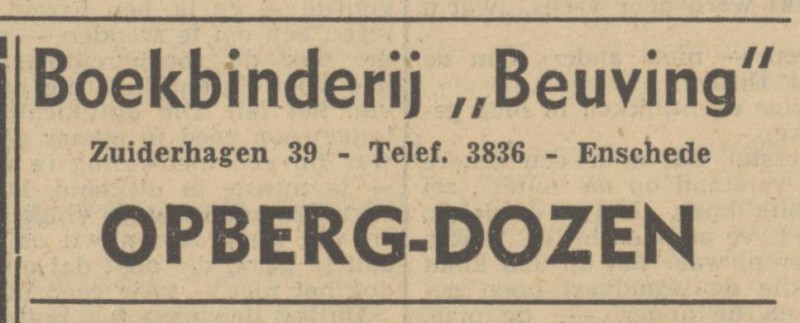 Boekbinderij „Beuving"
Zuiderhagen 39 - Telef. 3836 - Enschede
OPBERG-DOZEN